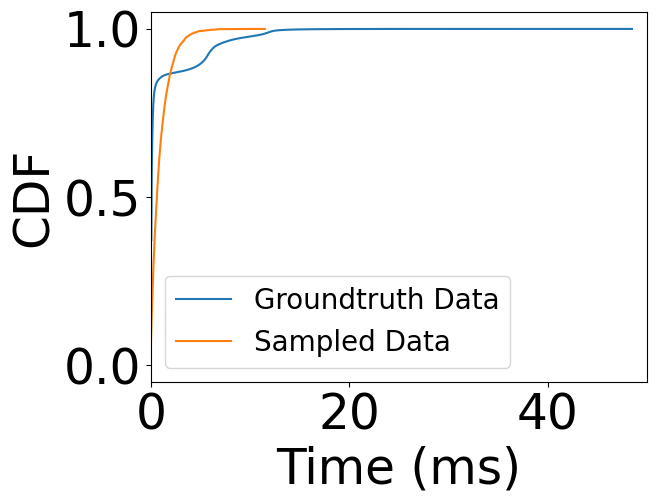 1.0
CDF
0.5
Groundtruth Data
Sampled Data
0.0
0 20 40
Time (ms)